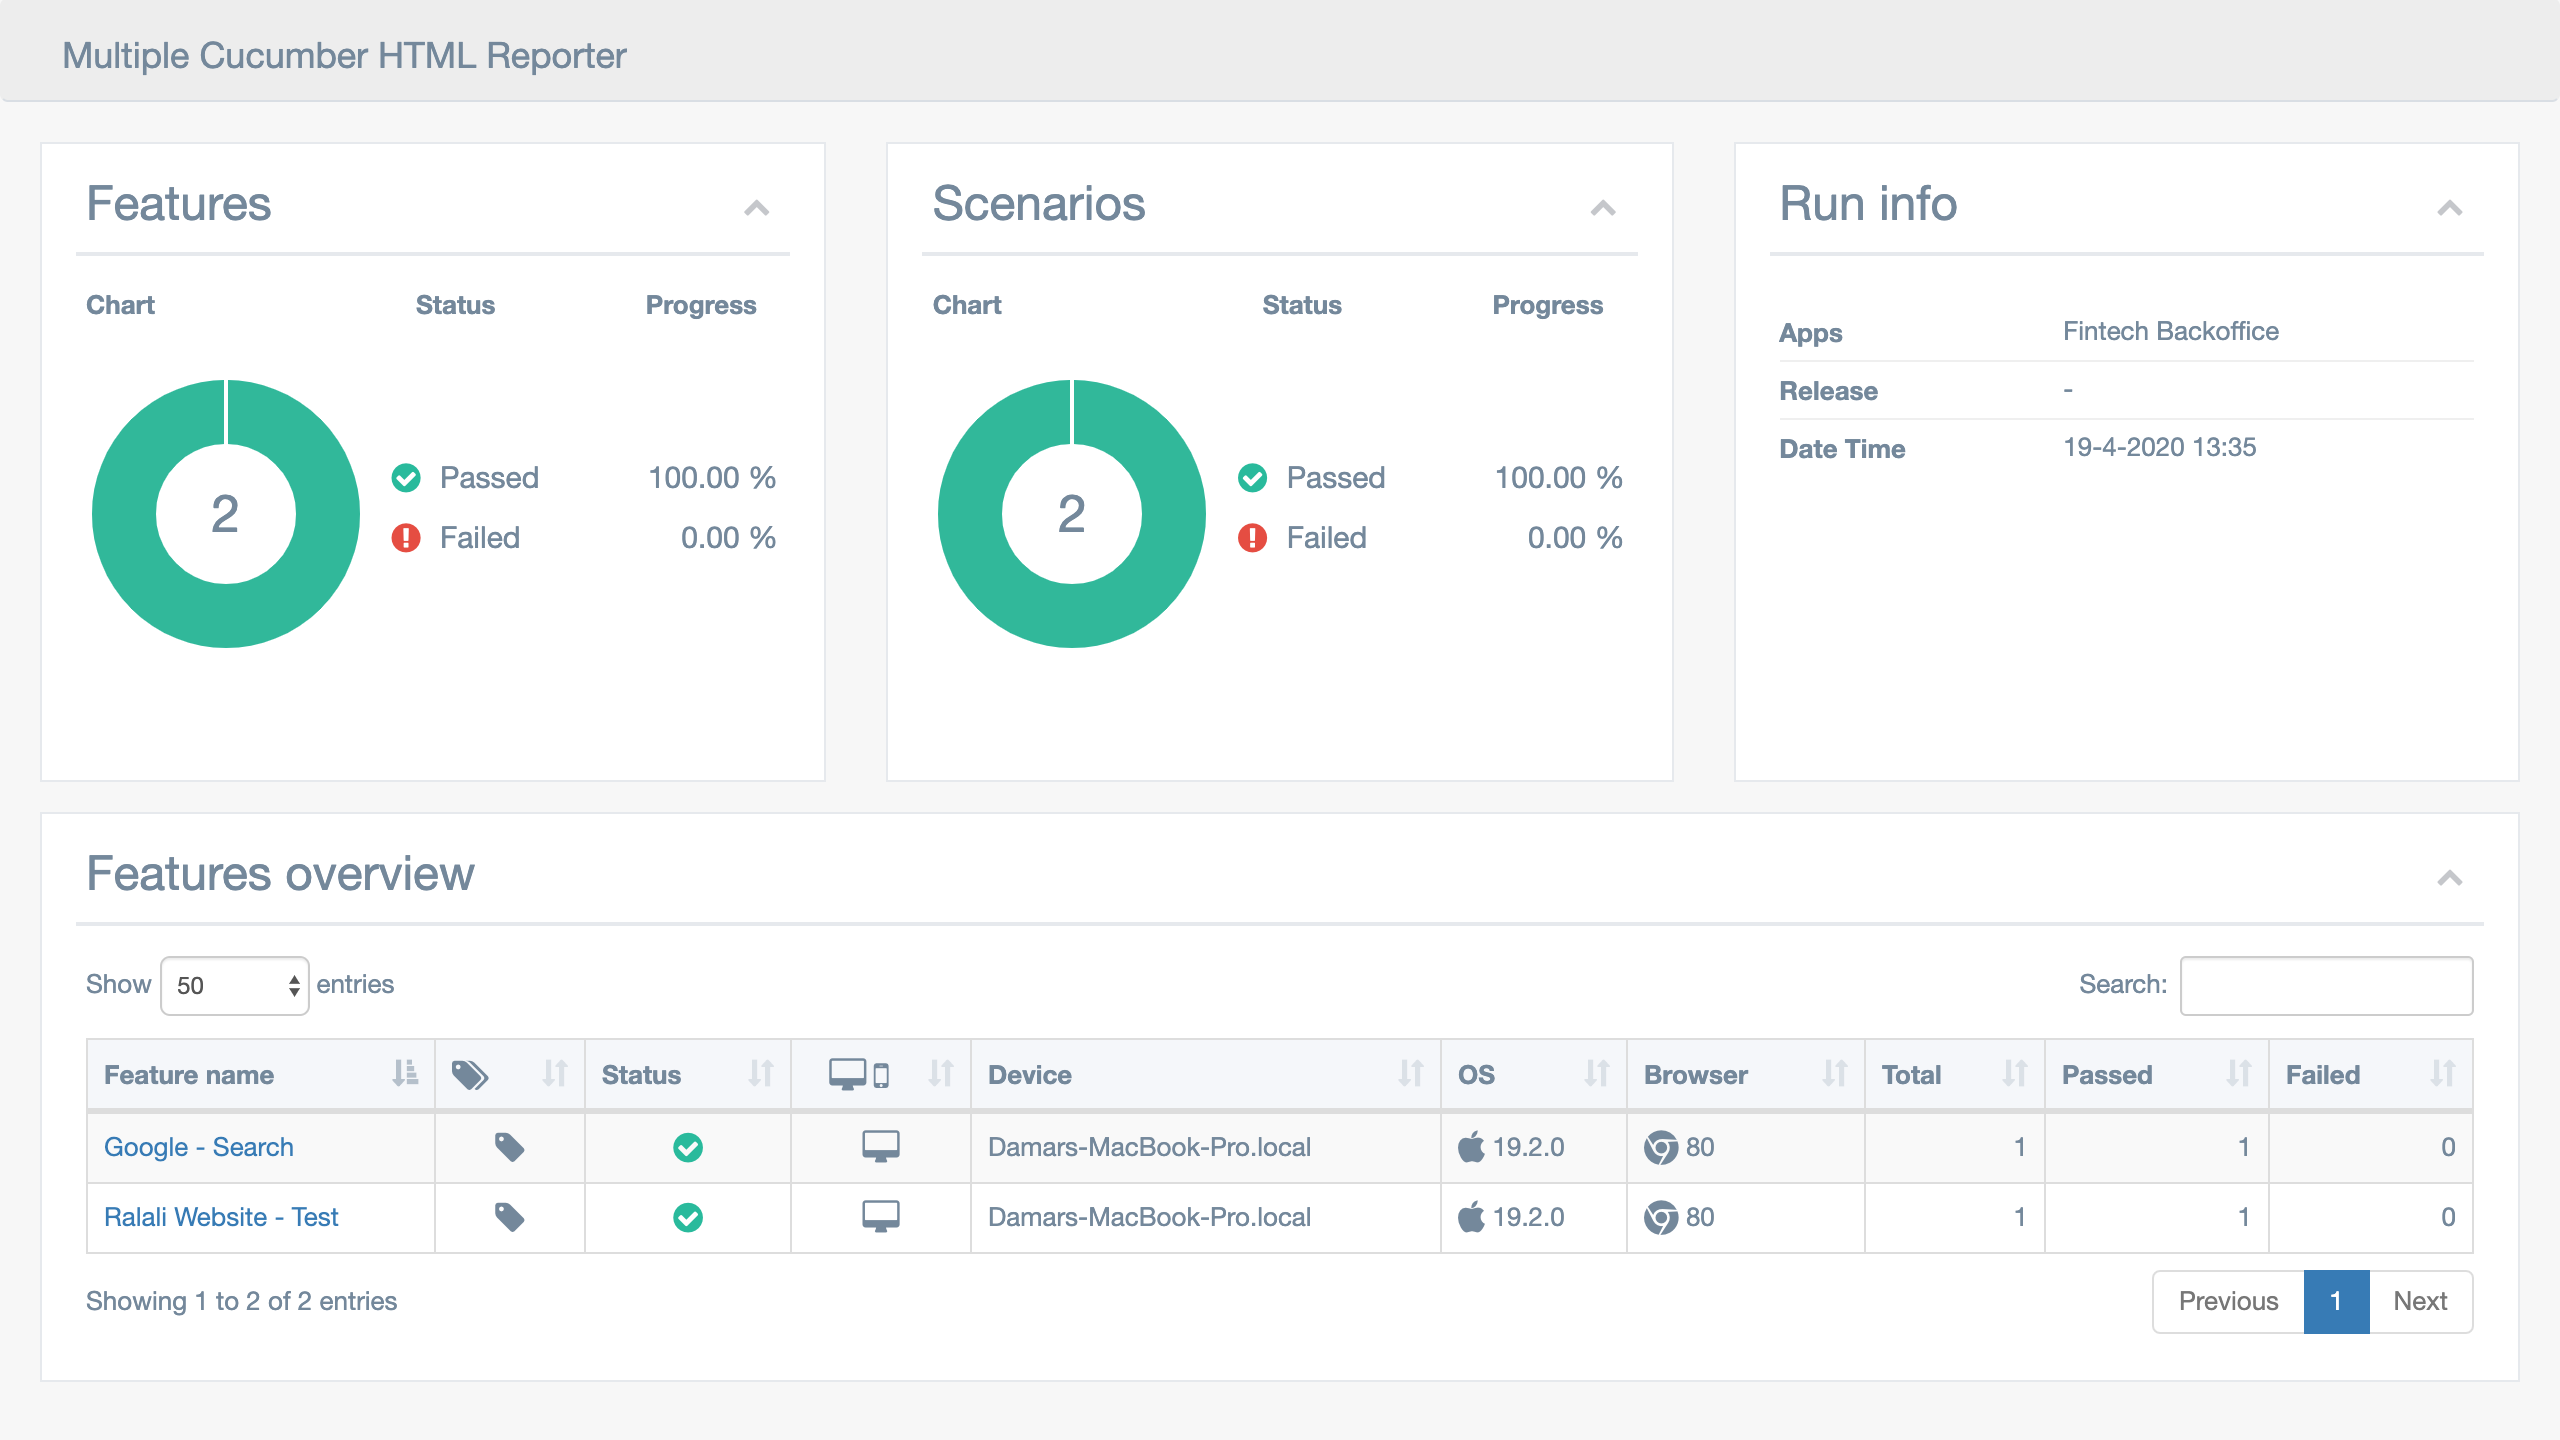 Multiple Cucumber HTML Reporter
Features
Chart Status Progress
2
Passed 100.00 %
Failed 0.00 %
Scenarios
Chart Status Progress
2
Passed 100.00 %
Failed 0.00 %
Run info
Apps Fintech Backoffice
Release -
Date Time 19-4-2020 13:35
Features overview
Show 50 entries
Search:
Feature name Status Device OS Browser Total Passed Failed
Google - Search Damars-MacBook-Pro.local 19.2.0 80 1 1 0
Ralali Website - Test Damars-MacBook-Pro.local 19.2.0 80 1 1 0
Showing 1 to 2 of 2 entries
Previous 1 Next